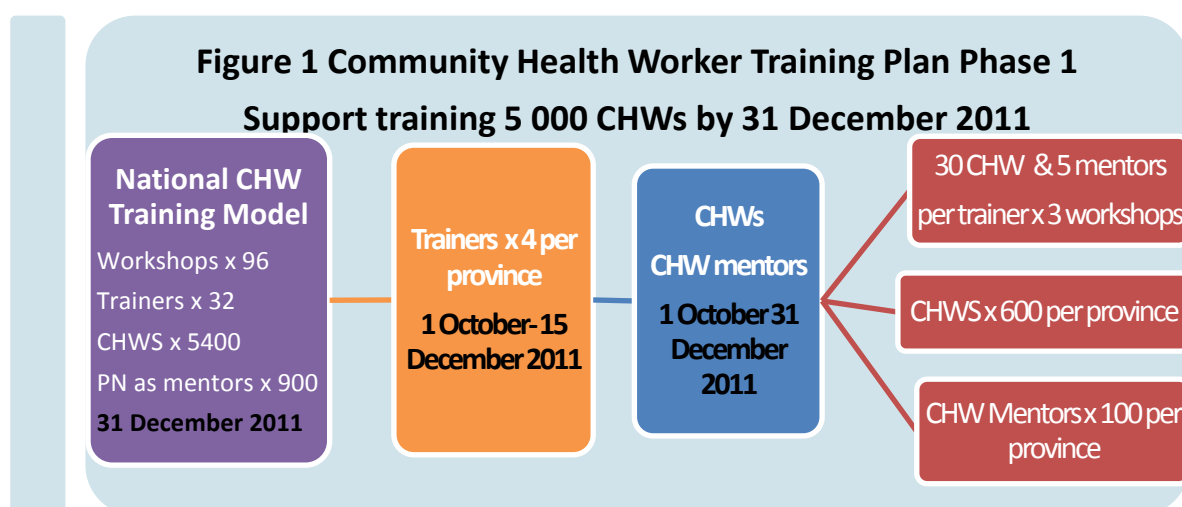 Figure 1 Community Health Worker Training Plan Phase 1
Support training 5 000 CHWs by 31 December 2011
National CHW
Training Model
Workshops x 96
Trainers x 32
CHWS x 5400
PN as mentors x 900
31 December 2011
Trainers x 4 per
province
1 October- 15
December 2011
CHWs
CHW mentors
1 October 31
December
2011
30 CHW & 5 mentors
per trainer x 3 workshops
CHWS x 600 per province
CHW Mentors x 100 per
province